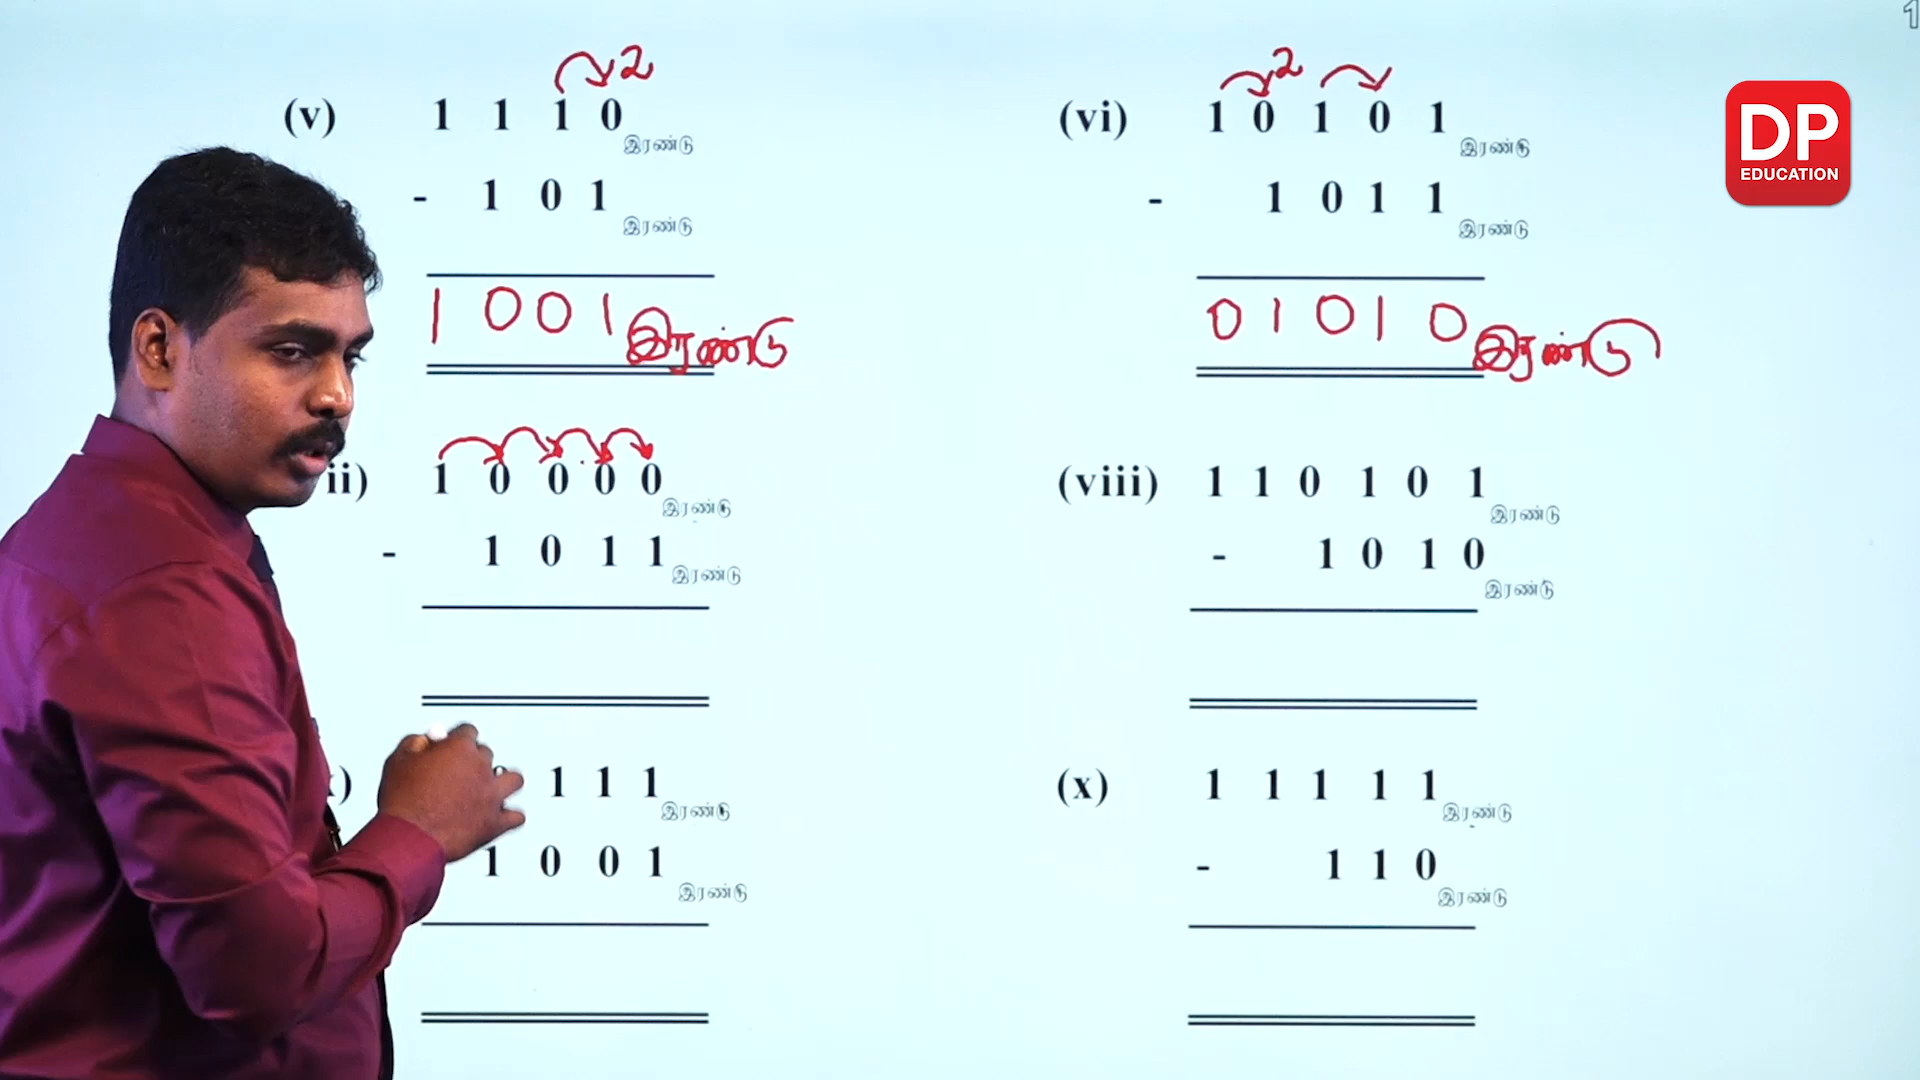 1
DP
EDUCATION
2
(v) 1 1 1 0 இரண்டு
- 1 0 1 இரண்டு
1 0 0 1 இரண்டு
2
(vi) 1 0 1 0 1 இரண்டு
- 1 0 1 1 இரண்டு
0 1 0 1 0 இரண்டு
ii) 1 0 0 0 0 இரண்டு
- 1 0 1 1 இரண்டு
(viii) 1 1 0 1 0 1 இரண்டு
- 1 0 1 0 இரண்டு
) 1 1 1 இரண்டு
1 0 0 1 இரண்டு
(x) 1 1 1 1 1 இரண்டு
- 1 1 0 இரண்டு